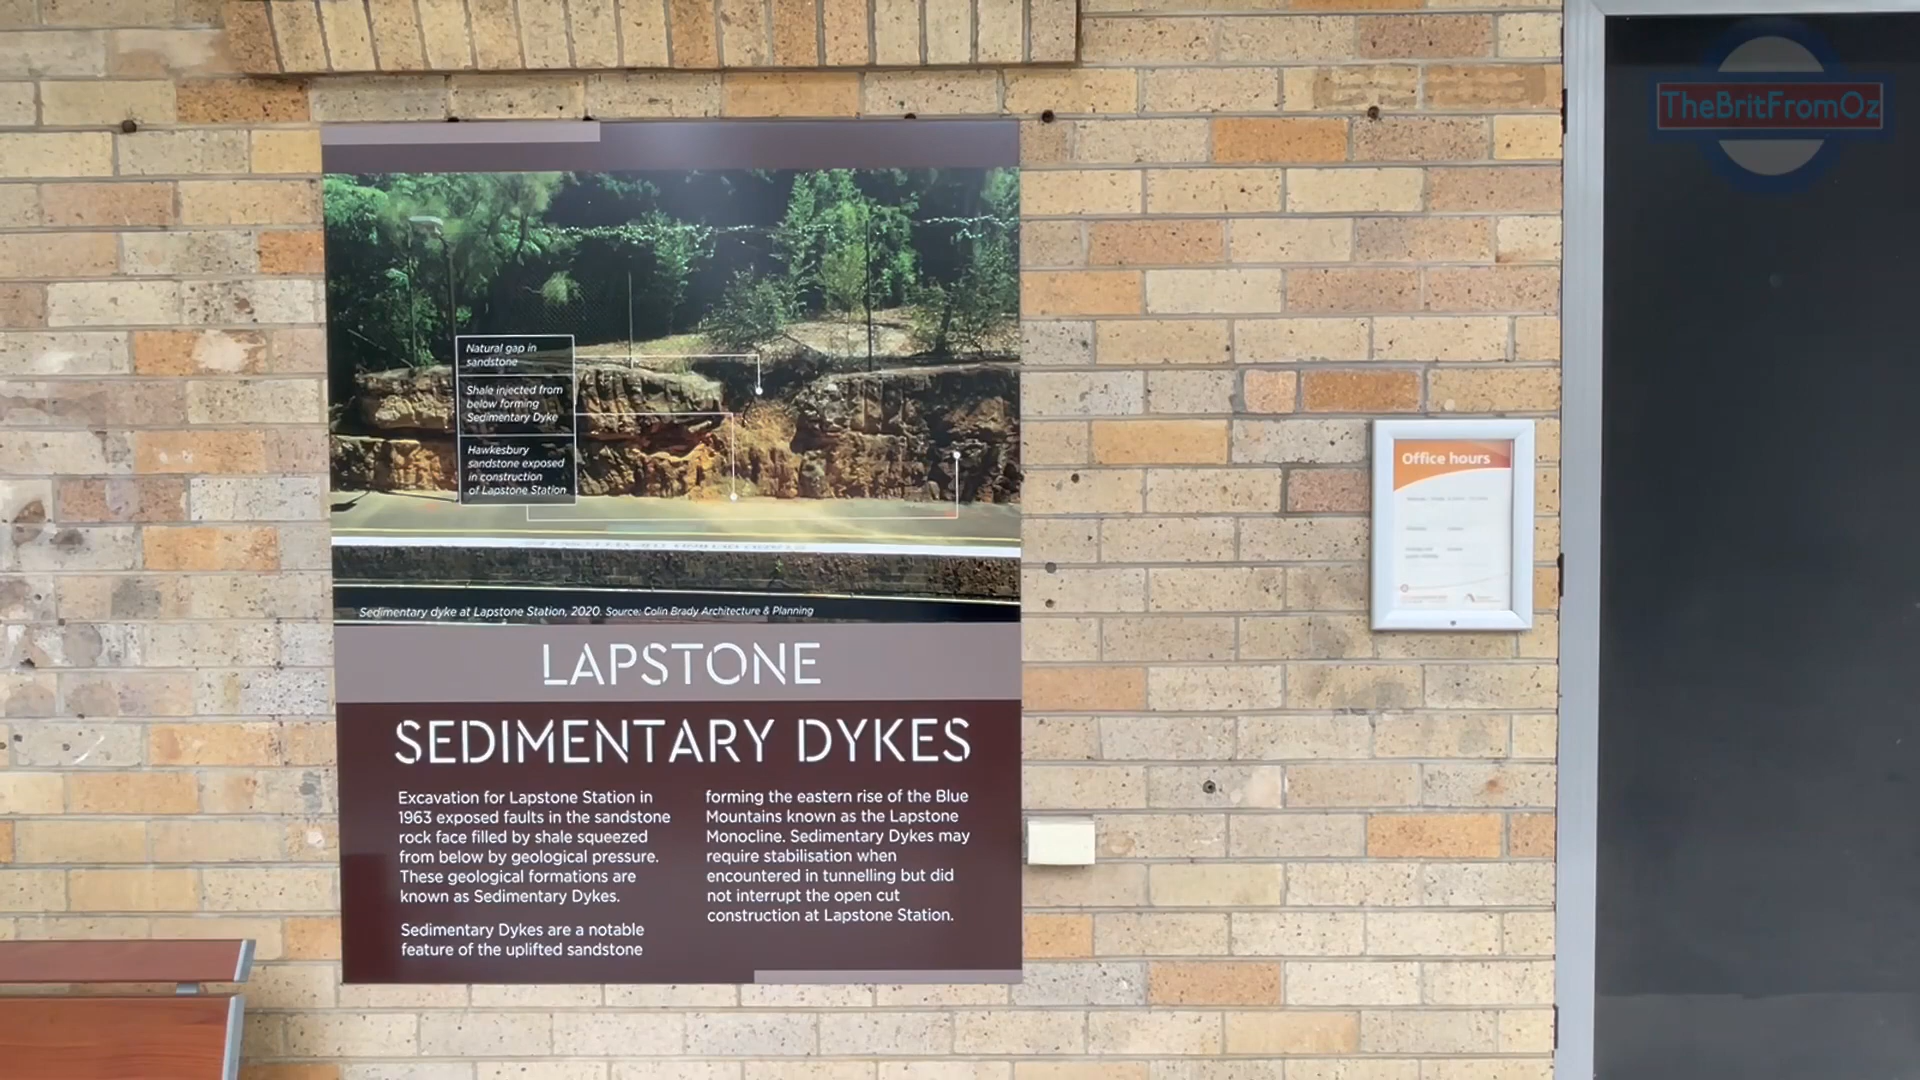 TheBritFromOz
Natural gap in
sandstone
Shale injected from
below forming
Sedimentary Dyke
Hawkesbury
sandstone exposed
in construction
of Lapstone Station
Sedimentary dyke at Lapstone Station, 2020. Source: Colin Brady Architecture & Planning
LAPSTONE
SEDIMENTARY DYKES
Excavation for Lapstone Station in
1963 exposed faults in the sandstone
rock face filled by shale squeezed
from below by geological pressure.
These geological formations are
known as Sedimentary Dykes.
Sedimentary Dykes are a notable
feature of the uplifted sandstone
forming the eastern rise of the Blue
Mountains known as the Lapstone
Monocline. Sedimentary Dykes may
require stabilisation when
encountered in tunnelling but did
not interrupt the open cut
construction at Lapstone Station.
Office hours